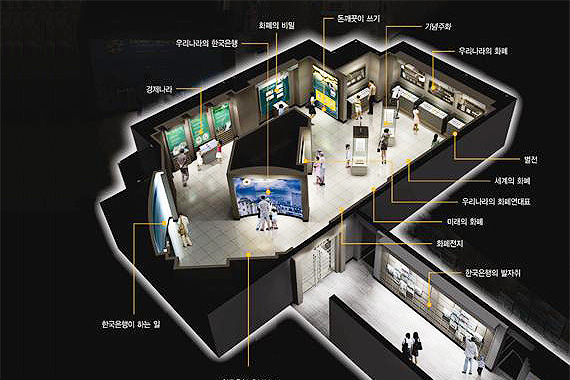 화폐의 비밀
돈깨끗이 쓰기
기념주화
우리나라의 한국은행
우리나라의 화폐
경제나라
별전
세계의 화폐
우리나라의 화폐연대표
미래의 화폐
화폐전지
한국은행의 발자취
한국은행이 하는 일